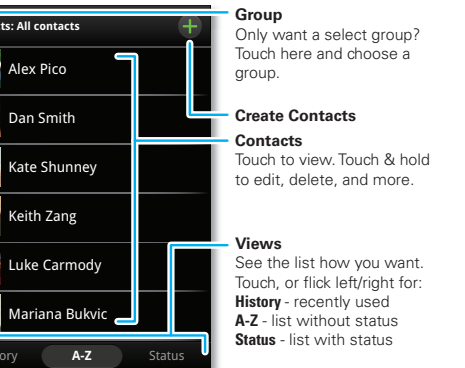 ts: All contacts
Alex Pico
Dan Smith
Kate Shunney
Keith Zang
Luke Carmody
Mariana Bukvic
ory A-Z Status
Group
Only want a select group?
Touch here and choose a
group.
Create Contacts
Contacts
Touch to view. Touch & hold
to edit, delete, and more.
Views
See the list how you want.
Touch, or flick left/right for:
History - recently used
A-Z - list without status
Status - list with status